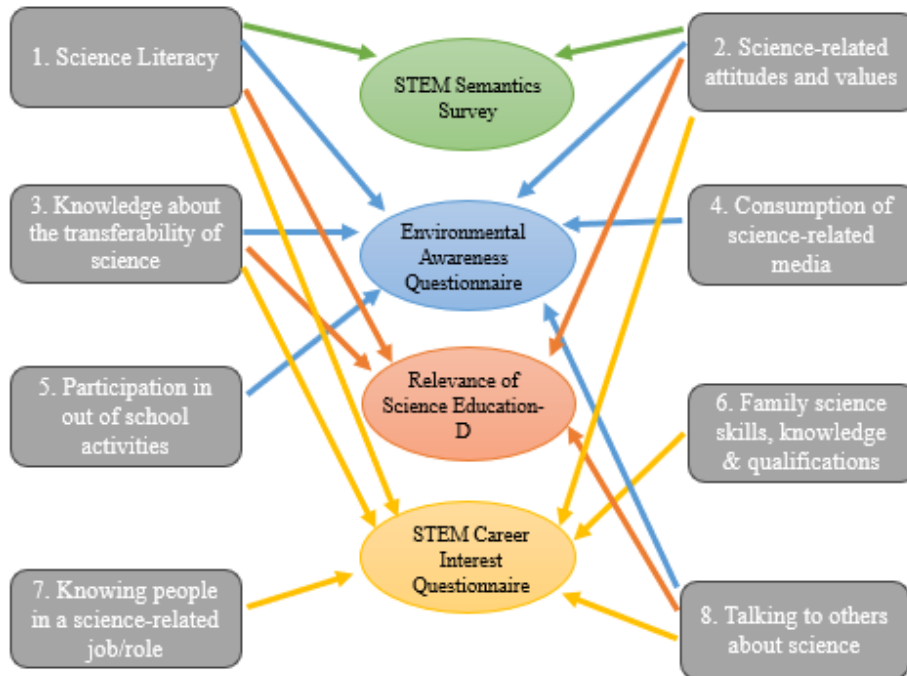 1. Science Literacy
STEM Semantics
Survey
2. Science-related
attitudes and values
3. Knowledge about
the transferability of
science
Environmental
Awareness
Questionnaire
4. Consumption of
science-related
media
5. Participation in
out of school
activities
Relevance of
Science Education-
D
6. Family science
skills, knowledge
& qualifications
STEM Career
Interest
Questionnaire
7. Knowing people
in a science-related
job/role
8. Talking to others
about science